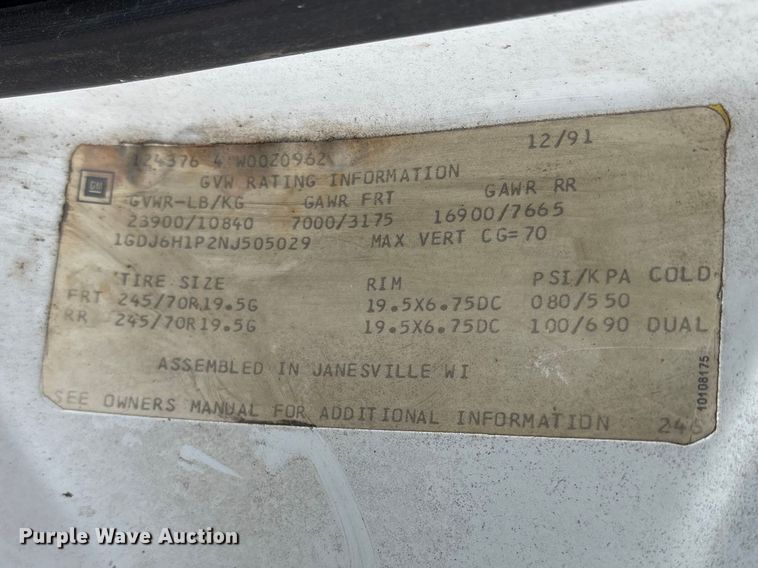 12/91
124376 4 W00Z0962
GM
GVW RATING INFORMATION
GVWR-LB/KG GAWR FRT GAWR RR
23900/10840 7000/3175 16900/7665
1GDJ6H1P2NJ505029 MAX VERT CG=70
TIRE SIZE RIM PSI/KPA COLD
FRT 245/70R19.5G 19.5X6.75DC 080/550
RR 245/70R19.5G 19.5X6.75DC 100/690 DUAL
ASSEMBLED IN JANESVILLE WI
SEE OWNERS MANUAL FOR ADDITIONAL INFORMATION 246
10108175
Purple Wave Auction